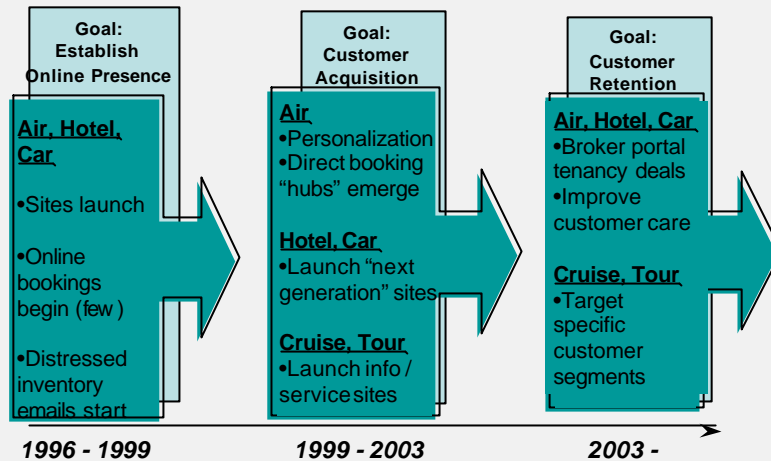 Goal:
Establish
Online Presence
Air, Hotel,
Car
•Sites launch
•Online
bookings
begin (few)
•Distressed
inventory
emails start
1996 - 1999
Goal:
Customer
Acquisition
Air
•Personalization
•Direct booking
“hubs” emerge
Hotel, Car
•Launch “next
generation” sites
Cruise, Tour
•Launch info /
service sites
1999 - 2003
Goal:
Customer
Retention
Air, Hotel, Car
•Broker portal
tenancy deals
•Improve
customer care
Cruise, Tour
•Target
specific
customer
segments
2003 -